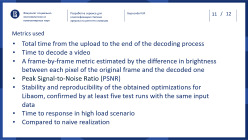 11 / 12
Metrics used
• Total time from the upload to the end of the decoding process
• Time to decode a video
• A frame-by-frame metric estimated by the difference in brightness
between each pixel of the original frame and the decoded one
• Peak Signal-to-Noise Ratio (PSNR)
• Stability and reproducibility of the obtained optimizations for
Libaom, confirmed by at least five test runs with the same input
data
• Time to response in high load scenario
• Compared to naive realization